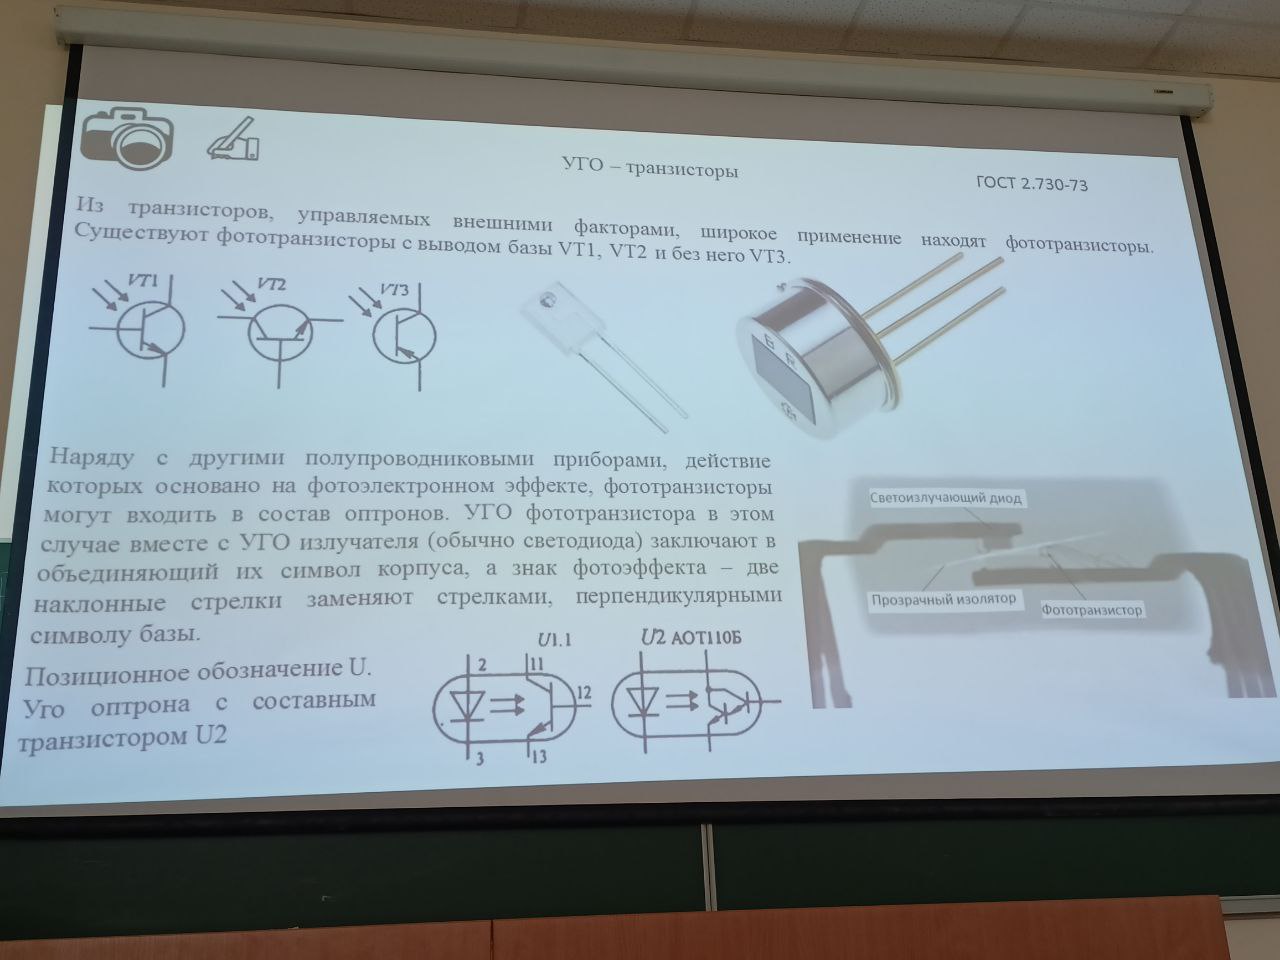 УГО – транзисторы
ГОСТ 2.730-73
Из транзисторов, управляемых внешними факторами, широкое применение находят фототранзисторы.
Существуют фототранзисторы с выводом базы VT1, VT2 и без него VT3.
VT1
VT2
VT3
Наряду с другими полупроводниковыми приборами, действие
которых основано на фотоэлектронном эффекте, фототранзисторы
могут входить в состав оптронов. УГО фототранзистора в этом
случае вместе с УГО излучателя (обычно светодиода) заключают в
объединяющий их символ корпуса, а знак фотоэффекта – две
наклонные стрелки заменяют стрелками, перпендикулярными
символу базы.
Светоизлучающий диод
Прозрачный изолятор
Фототранзистор
Позиционное обозначение U.
Уго оптрона с составным
транзистором U2
U1.1
2
11
12
3
13
U2 АОТ110Б